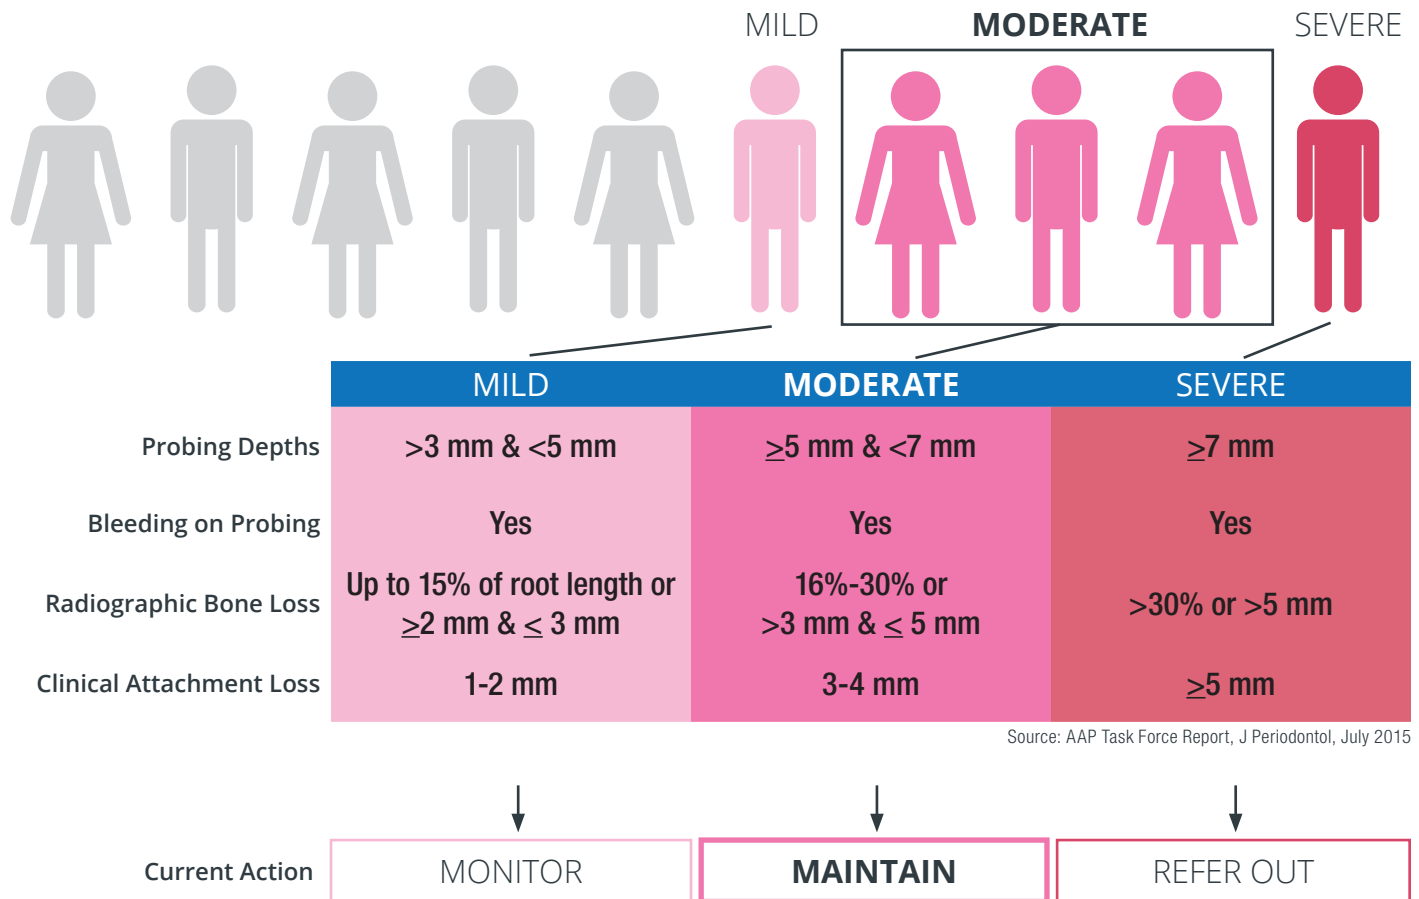 MILD MODERATE SEVERE
MILD MODERATE SEVERE
Probing Depths >3 mm & <5 mm ≥5 mm & <7 mm ≥7 mm
Bleeding on Probing Yes Yes Yes
Up to 15% of root length or 16%-30% or
Radiographic Bone Loss >30% or >5 mm
≥2 mm & ≤ 3 mm >3 mm & ≤ 5 mm
Clinical Attachment Loss 1-2 mm 3-4 mm ≥5 mm
Source: AAP Task Force Report, J Periodontol, July 2015
Current Action MONITOR MAINTAIN REFER OUT